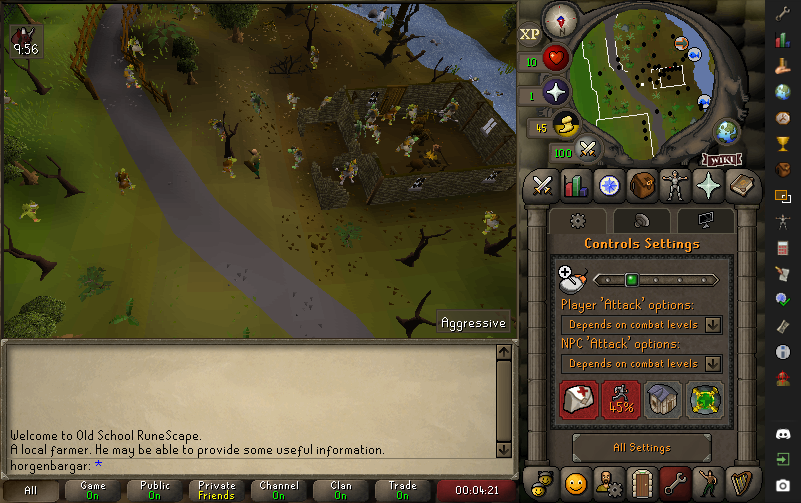 9:56
XP
10
1
45
100
WIKI
Aggressive
Controls Settings
Player 'Attack' options:
Depends on combat levels
NPC 'Attack' options:
Depends on combat levels
45%
All Settings
Welcome to Old School RuneScape.
A local farmer. He may be able to provide some useful information.
horgenbargar: *
All
Game
On
Public
On
Private
Friends
Channel
On
Clan
On
Trade
On
00:04:21